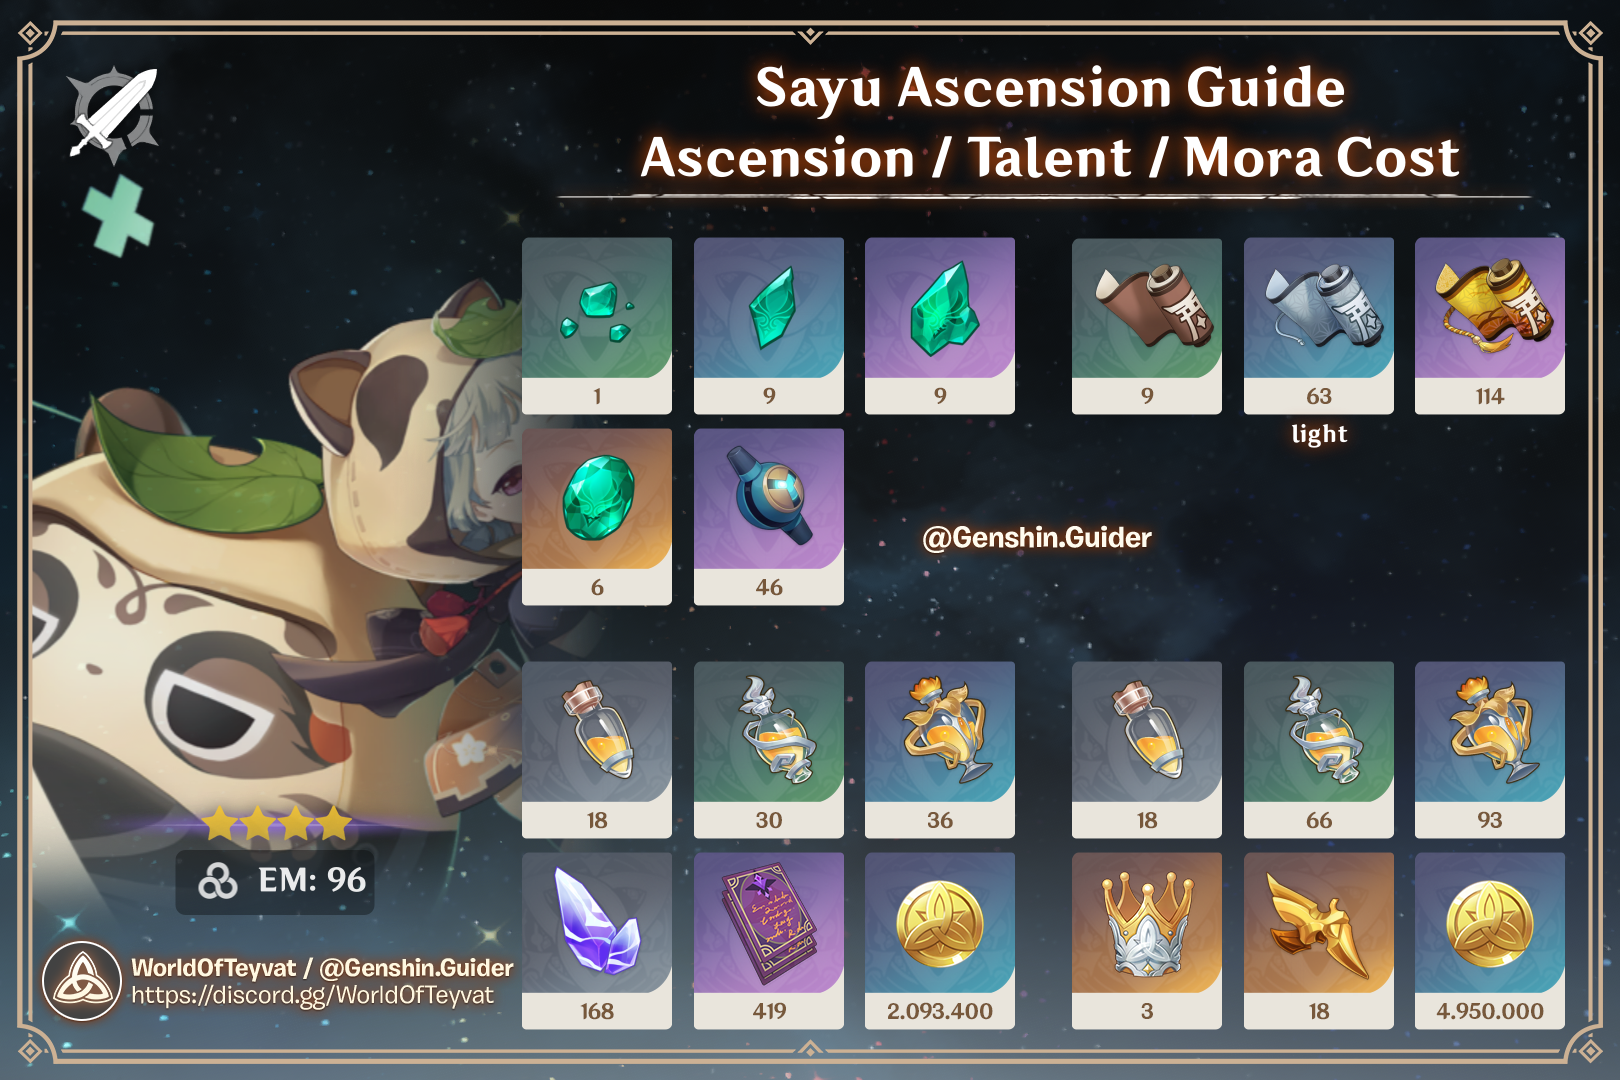 Sayu Ascension Guide
Ascension / Talent / Mora Cost
1
9
9
9
63
114
light
6
46
@Genshin.Guider
18
30
36
18
66
93
168
419
2.093.400
3
18
4.950.000
EM: 96
WorldOfTeyvat / @Genshin.Guider
https://discord.gg/WorldOfTeyvat